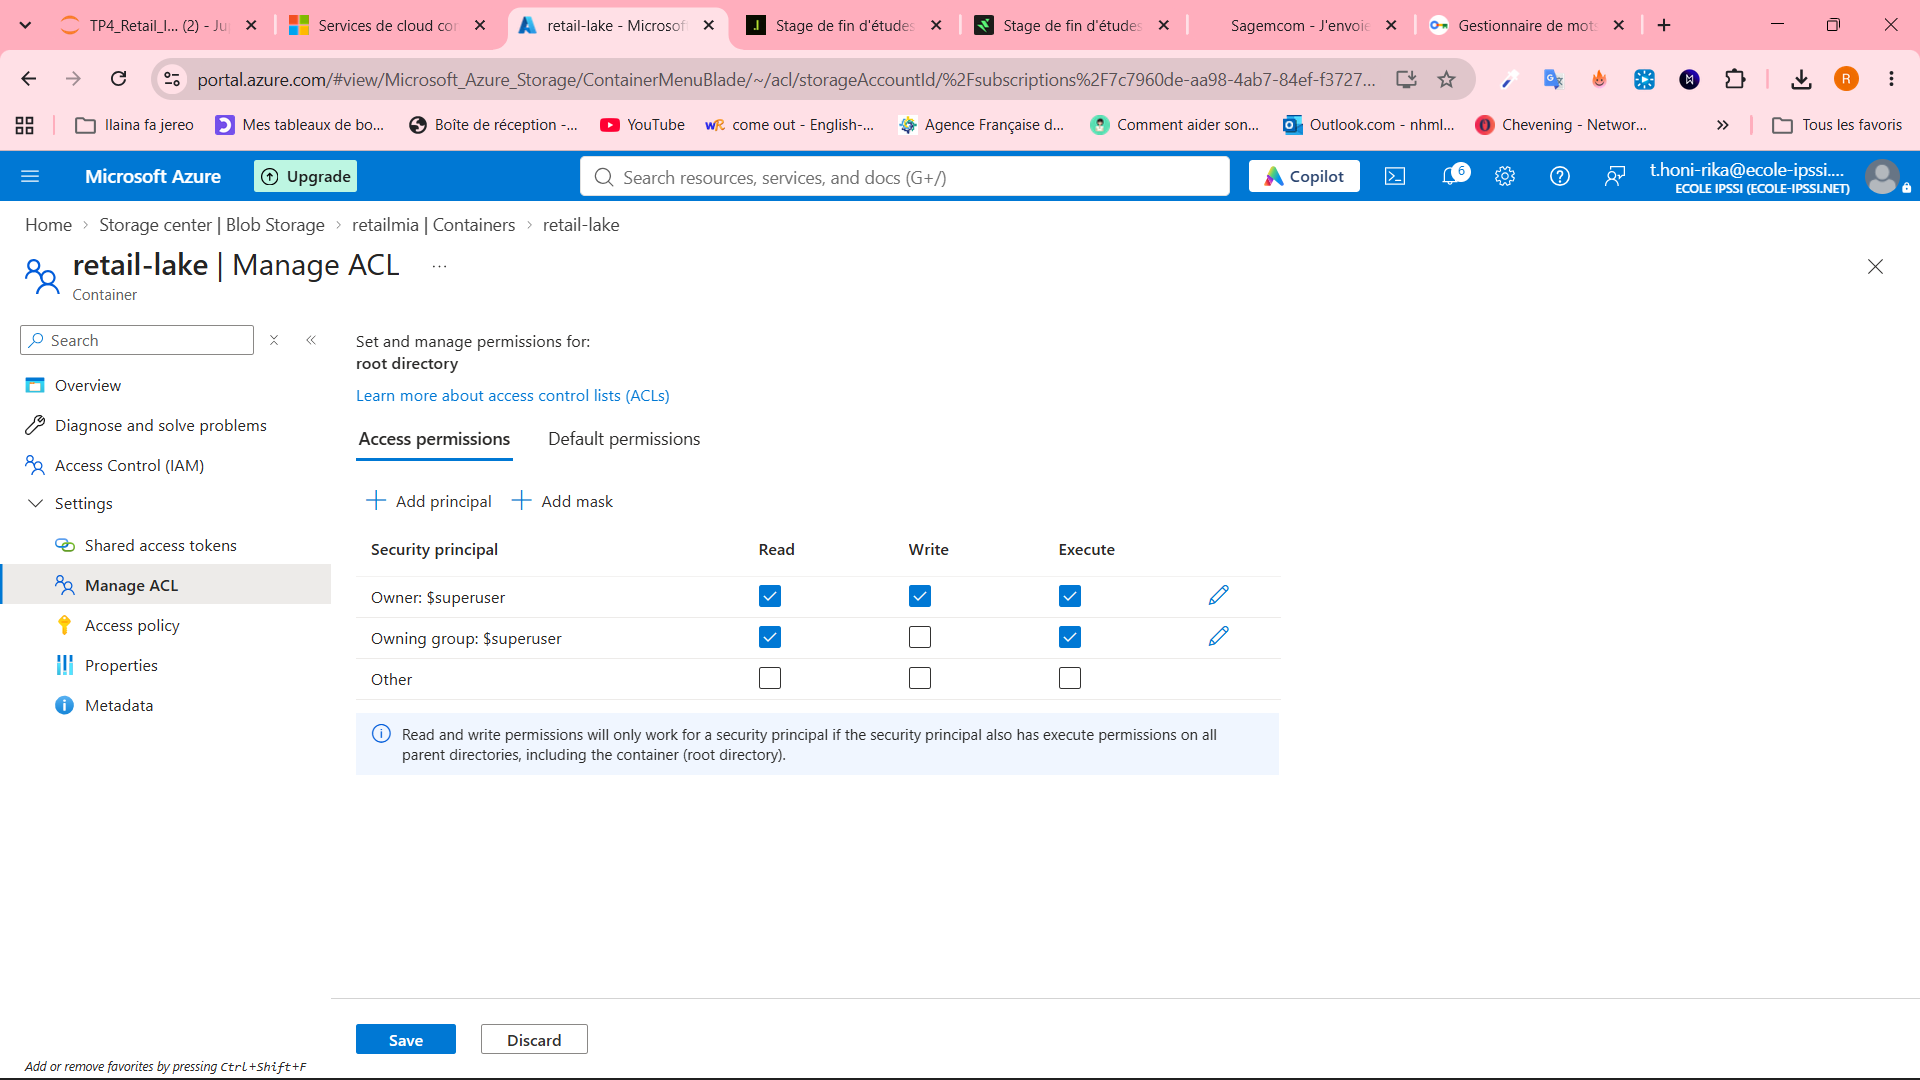 TP4_Retail_I... (2) - Ju
Services de cloud co
retail-lake - Microsof
Stage de fin d'études
Stage de fin d'études
Sagemcom - J'envoie
Gestionnaire de mots
portal.azure.com/#view/Microsoft_Azure_Storage/ContainerMenuBlade/~/acl/storageAccountId/%2Fsubscriptions%2F7c7960de-aa98-4ab7-84ef-f3727...
R
Ilaina fa jereo
Mes tableaux de bo...
Boîte de réception -...
YouTube
come out - English-...
Agence Française d...
Comment aider son...
Outlook.com - nhml...
Chevening - Networ...
Tous les favoris
Microsoft Azure
Upgrade
Search resources, services, and docs (G+/)
Copilot
6
t.honi-rika@ecole-ipssi....
ECOLE IPSSI (ECOLE-IPSSI.NET)
Home > Storage center | Blob Storage > retailmia | Containers > retail-lake
retail-lake | Manage ACL ...
Container
Search
Overview
Diagnose and solve problems
Access Control (IAM)
Settings
Shared access tokens
Manage ACL
Access policy
Properties
Metadata
Add or remove favorites by pressing Ctrl+Shift+F
Set and manage permissions for:
root directory
Learn more about access control lists (ACLs)
Access permissions Default permissions
Add principal Add mask
Security principal Read Write Execute
Owner: $superuser
Owning group: $superuser
Other
Read and write permissions will only work for a security principal if the security principal also has execute permissions on all
parent directories, including the container (root directory).
Save Discard